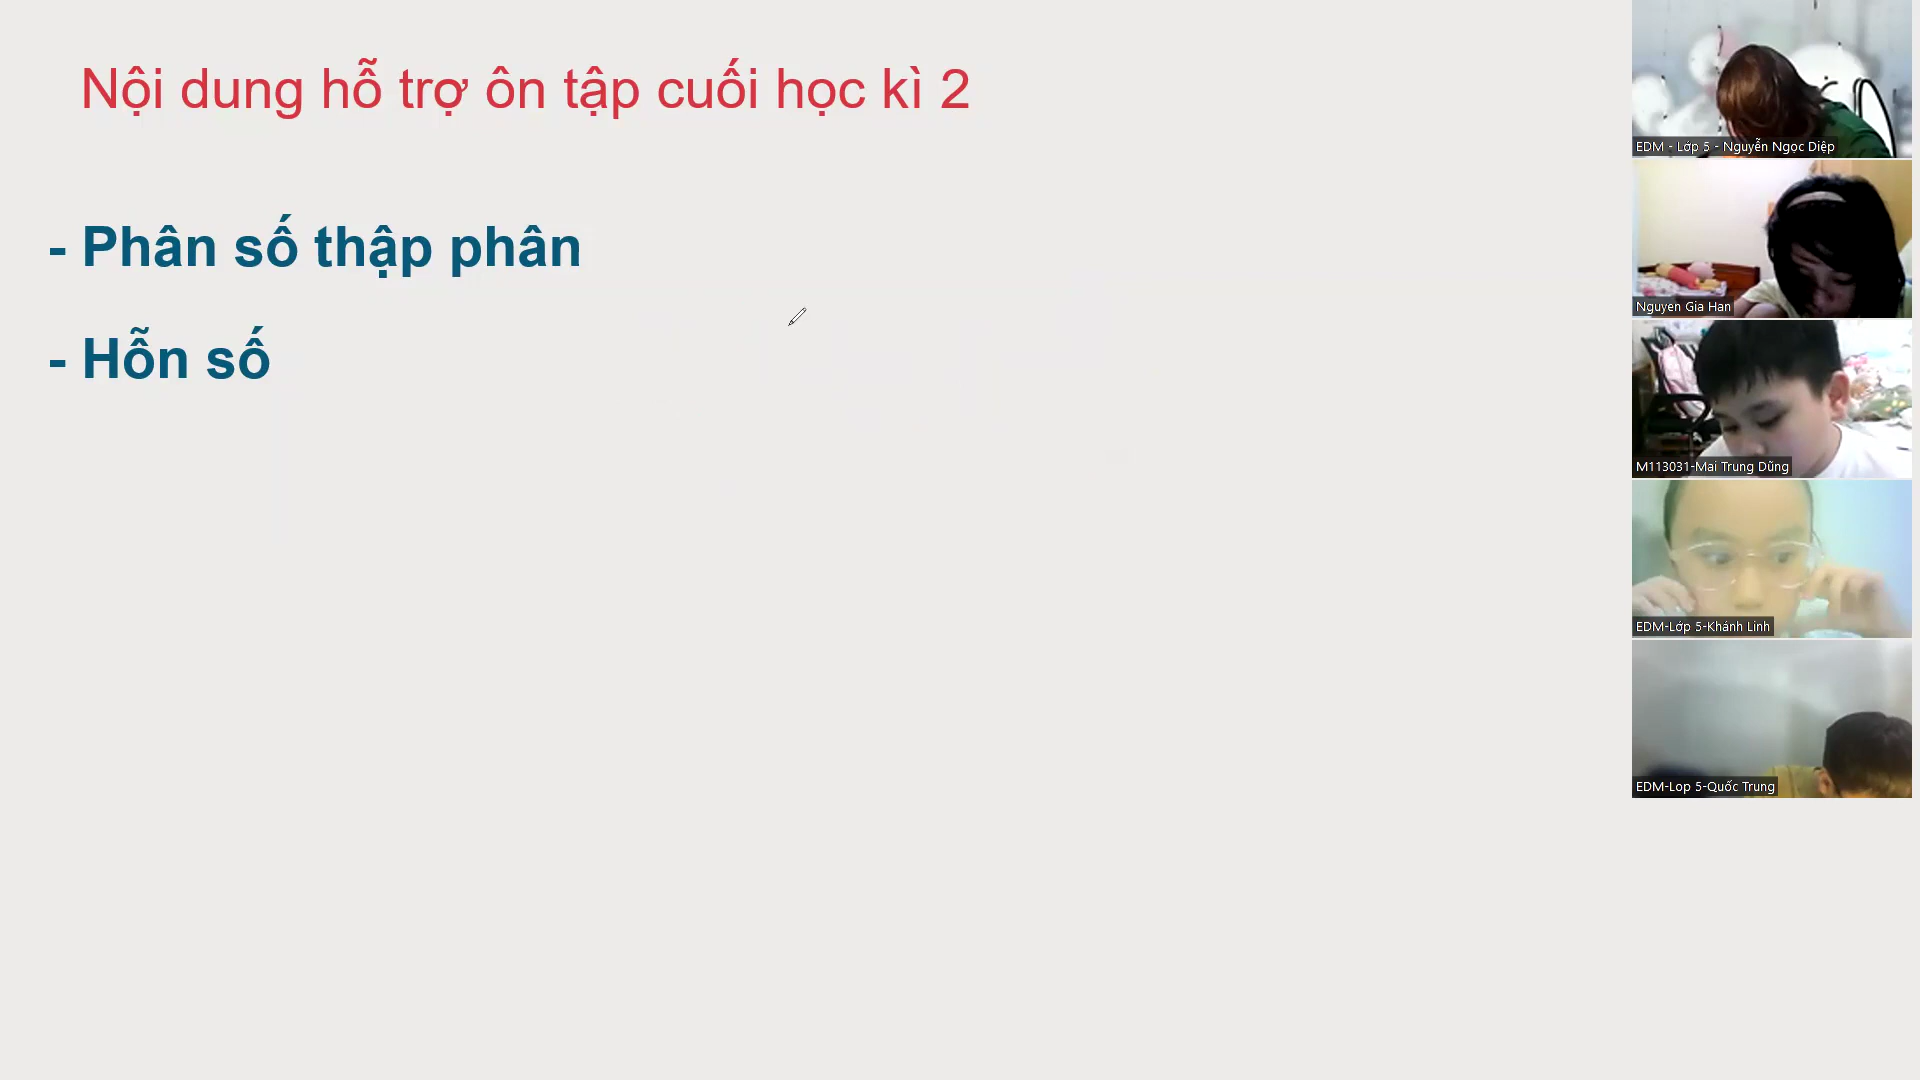 Nội dung hỗ trợ ôn tập cuối học kì 2
- Phân số thập phân
- Hỗn số
EDM - Lớp 5 - Nguyễn Ngọc Diệp
Nguyen Gia Han
M113031-Mai Trung Dũng
EDM-Lớp 5-Khánh Linh
EDM-Lop 5-Quốc Trung